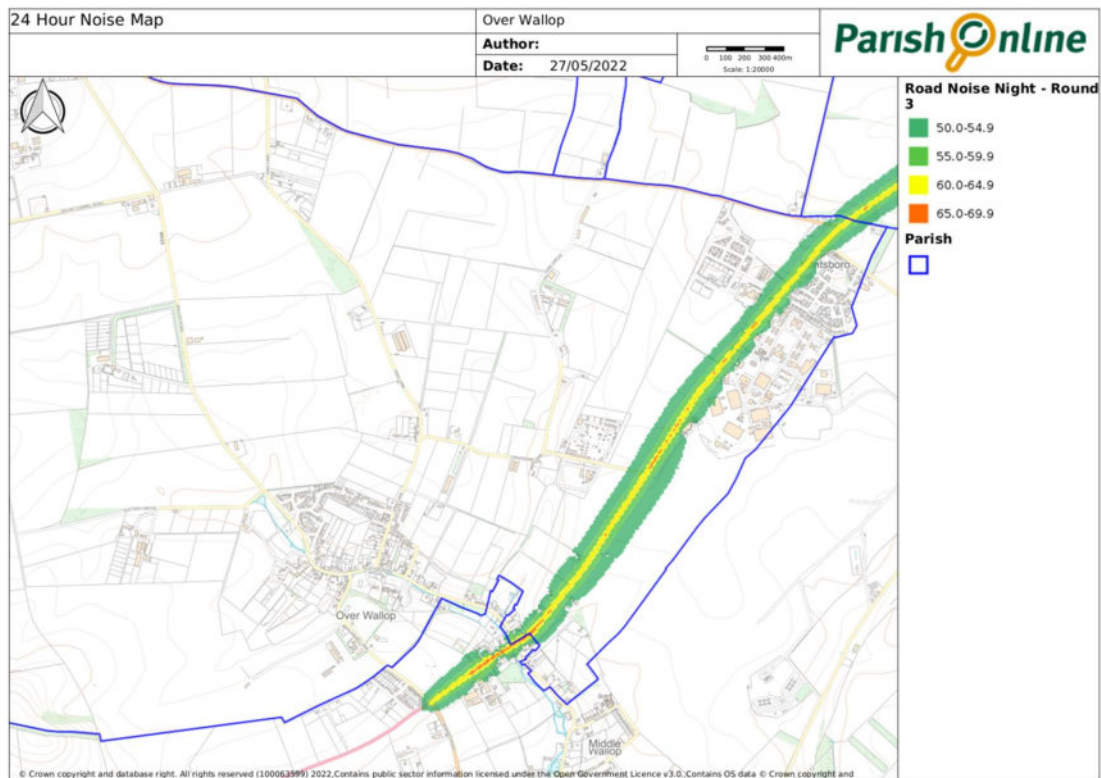 24 Hour Noise Map
Over Wallop
Author:
Date: 27/05/2022
0 100 200 300 400m
Scale: 1:20000
Parish Online
Road Noise Night - Round
3
50.0-54.9
55.0-59.9
60.0-64.9
65.0-69.9
Parish
ntsboro
Over Wallop
Middle
Wallop
© Crown copyright and database right. All rights reserved (100063599) 2022,Contains public sector information licensed under the Open Government Licence v3.0.,Contains OS data © Crown copyright and